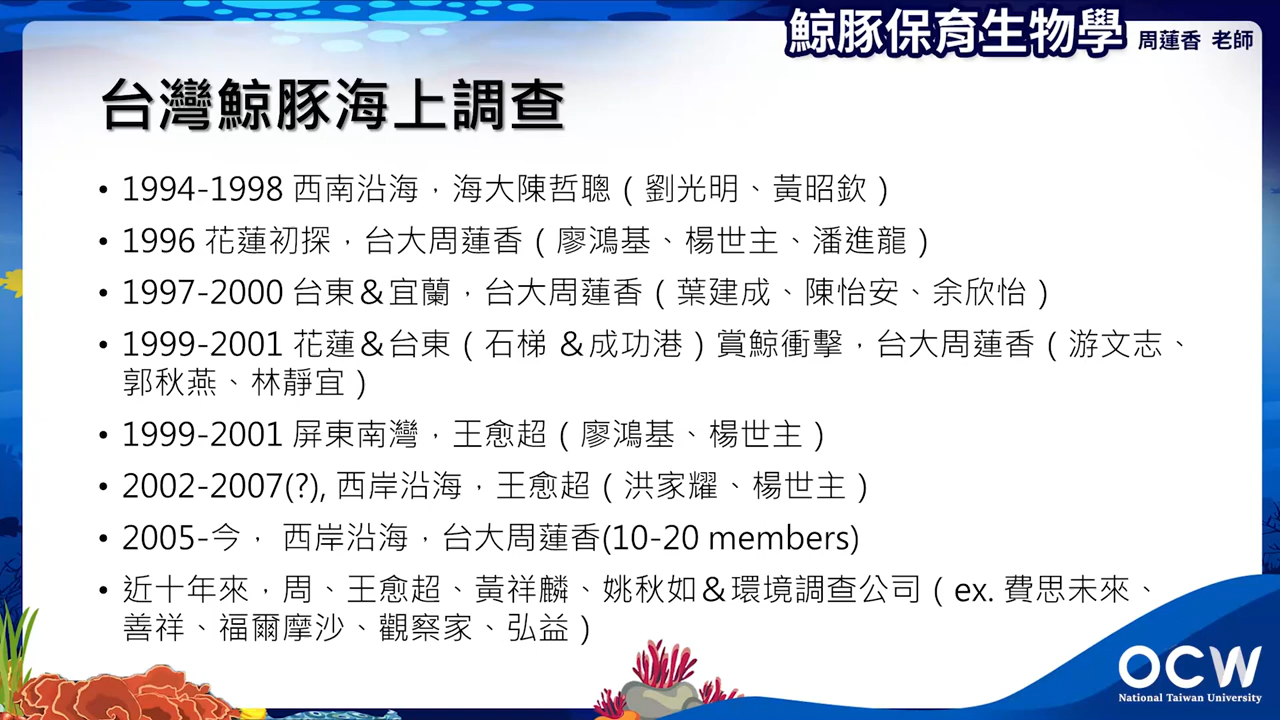 鯨豚保育生物學 周蓮香 老師
台灣鯨豚海上調查
• 1994-1998 西南沿海，海大陳哲聰（劉光明、黃昭欽）
• 1996 花蓮初探，台大周蓮香（廖鴻基、楊世主、潘進龍）
• 1997-2000 台東＆宜蘭，台大周蓮香（葉建成、陳怡安、余欣怡）
• 1999-2001 花蓮＆台東（石梯 ＆成功港）賞鯨衝擊，台大周蓮香（游文志、
郭秋燕、林靜宜）
• 1999-2001 屏東南灣，王愈超（廖鴻基、楊世主）
• 2002-2007(?), 西岸沿海，王愈超（洪家耀、楊世主）
• 2005-今， 西岸沿海，台大周蓮香(10-20 members)
• 近十年來，周、王愈超、黃祥麟、姚秋如＆環境調查公司（ex. 費思未來、
善祥、福爾摩沙、觀察家、弘益）
OCW
National Taiwan University